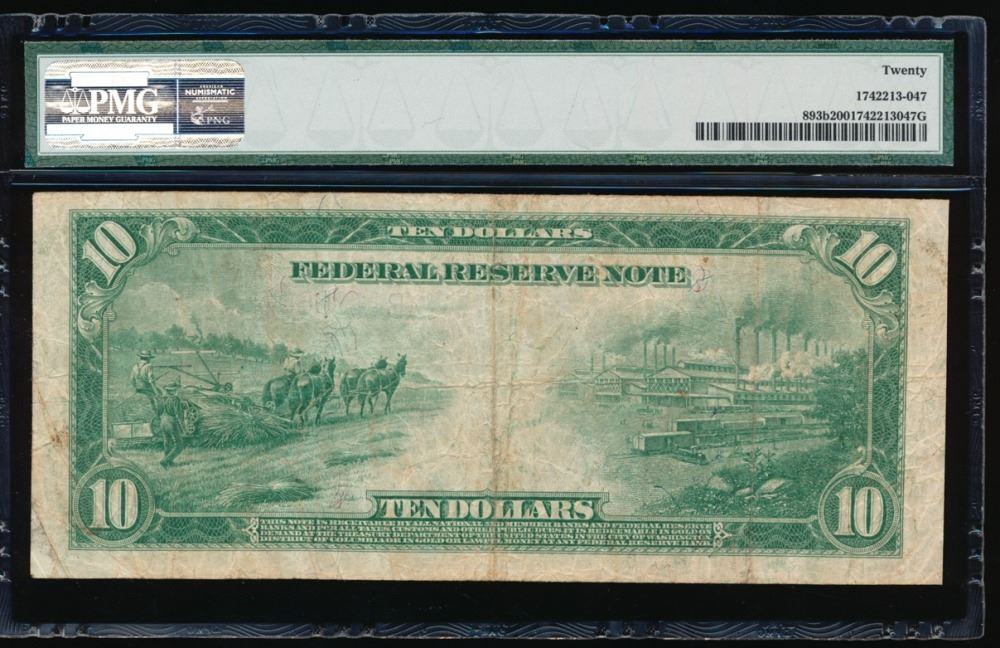 PMG
PAPER MONEY GUARANTY
AMERICAN
NUMISMATIC
ASSOCIATION
PNG
Twenty
1742213-047
893b2001742213047G
10
TEN DOLLARS
10
FEDERAL RESERVE NOTE
10
TEN DOLLARS
10
THIS NOTE IS RECEIVABLE BY ALL NATIONAL AND MEMBER BANKS AND FEDERAL RESERVE
BANKS AND FOR ALL TAXES, CUSTOMS AND OTHER PUBLIC DUES. IT IS REDEEMABLE IN GOLD ON
DEMAND AT THE TREASURY DEPARTMENT OF THE UNITED STATES IN THE CITY OF WASHINGTON,
DISTRICT OF COLUMBIA OR IN GOLD OR LAWFUL MONEY AT ANY FEDERAL RESERVE BANK.